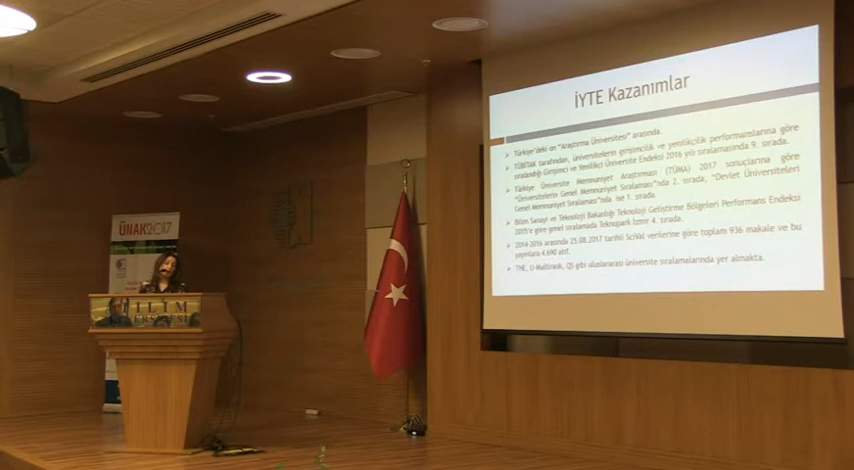 İYTE Kazanımlar
Türkiye'deki on "Araştırma Üniversitesi" arasında.
TÜBİTAK tarafından, üniversitelerin girişimcilik ve yenilikçilik performanslarına göre
sıralandığı Girişimci ve Yenilikçi Üniversite Endeksi 2016 yılı sıralamasında 9. sırada.
Türkiye Üniversite Memnuniyet Araştırması (TÜMA) 2017 sonuçlarına göre
"Üniversitelerin Genel Memnuniyet Sıralaması"nda 2. sırada, "Devlet Üniversiteleri
Genel Memnuniyet Sıralaması"nda ise 1. sırada.
Bilim Sanayi ve Teknoloji Bakanlığı Teknoloji Geliştirme Bölgeleri Performans Endeksi
2015'e göre genel sıralamada Teknopark İzmir 4. sırada.
2014-2016 arasında 25.08.2017 tarihli SciVal verilerine göre toplam 936 makale ve bu
yayınlara 4.690 atıf.
THE, U-Multirank, QS gibi uluslararası üniversite sıralamalarında yer almakta.
ÜNAK2017